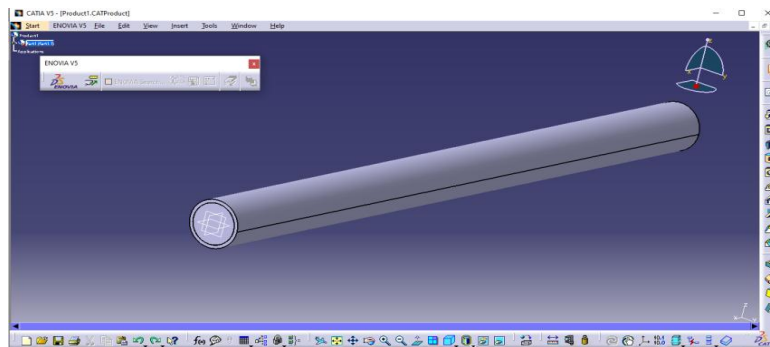 CATIA V5 - [Product1.CATProduct]
Start ENOVIA V5 File Edit View Insert Tools Window Help
Product1
Applications
ENOVIA V5
ENOVIA
f(x)